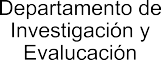 Departamento de
Investigación y
Evalucación